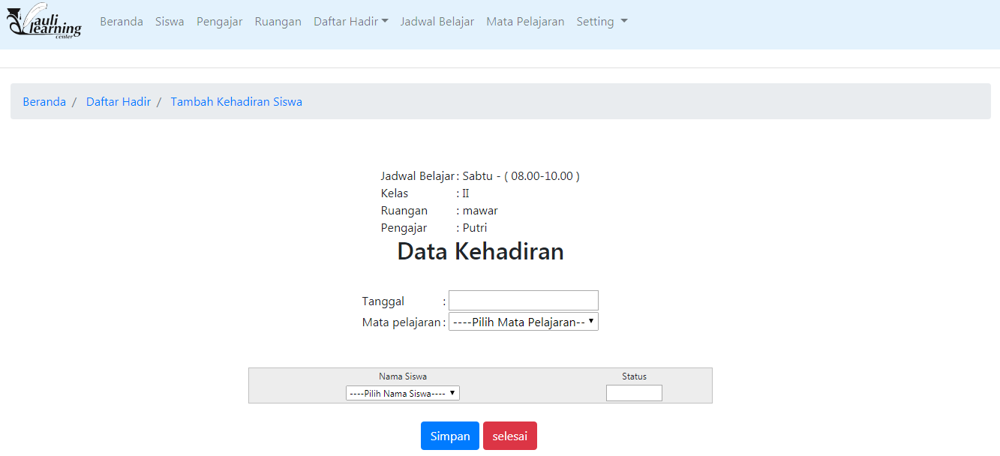 auli
learning
center
Beranda Siswa Pengajar Ruangan Daftar Hadir Jadwal Belajar Mata Pelajaran Setting
Beranda / Daftar Hadir / Tambah Kehadiran Siswa
Jadwal Belajar : Sabtu - ( 08.00-10.00 )
Kelas : II
Ruangan : mawar
Pengajar : Putri
Data Kehadiran
Tanggal :
Mata pelajaran : ----Pilih Mata Pelajaran--
Nama Siswa Status
----Pilih Nama Siswa----
Simpan selesai